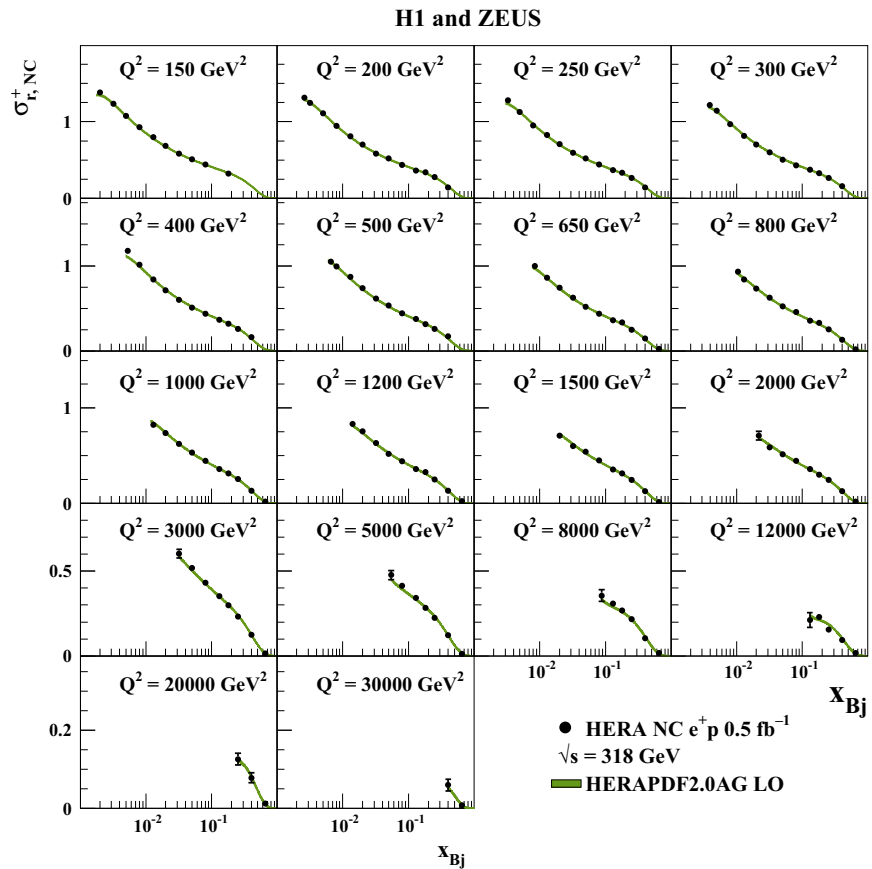 H1 and ZEUS
σ⁺r, NC
Q² = 150 GeV² Q² = 200 GeV² Q² = 250 GeV² Q² = 300 GeV²
1
0
Q² = 400 GeV² Q² = 500 GeV² Q² = 650 GeV² Q² = 800 GeV²
1
0
Q² = 1000 GeV² Q² = 1200 GeV² Q² = 1500 GeV² Q² = 2000 GeV²
1
0
Q² = 3000 GeV² Q² = 5000 GeV² Q² = 8000 GeV² Q² = 12000 GeV²
0.5
0
10⁻² 10⁻¹ 10⁻² 10⁻¹
xBj
Q² = 20000 GeV² Q² = 30000 GeV²
0.2
0
10⁻² 10⁻¹ 10⁻² 10⁻¹
xBj
HERA NC e⁺p 0.5 fb⁻¹
√s = 318 GeV
HERAPDF2.0AG LO